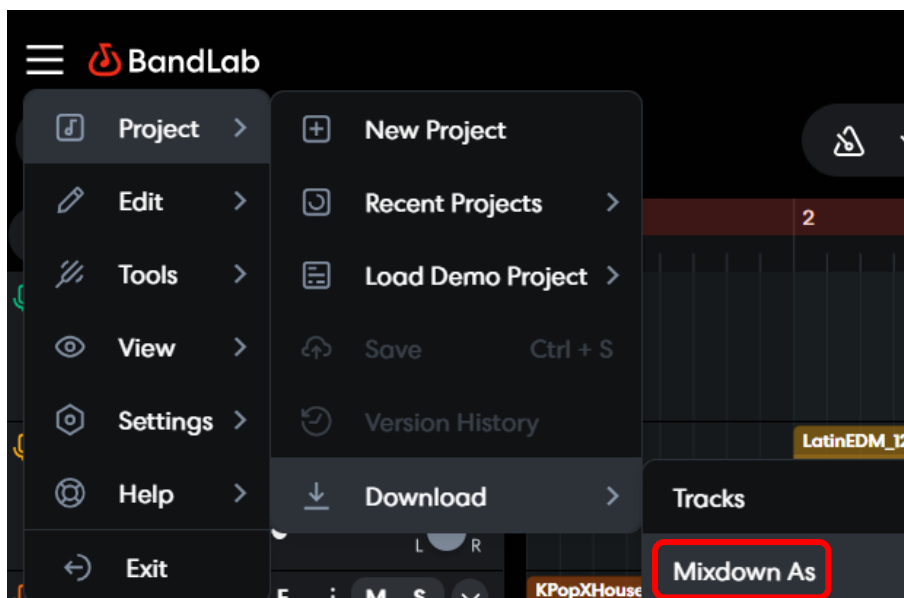 BandLab
Project
Edit
Tools
View
Settings
Help
Exit
New Project
Recent Projects
Load Demo Project
Save Ctrl + S
Version History
Download
Tracks
Mixdown As
2
LatinEDM_12
L R
M S
KPopXHouse